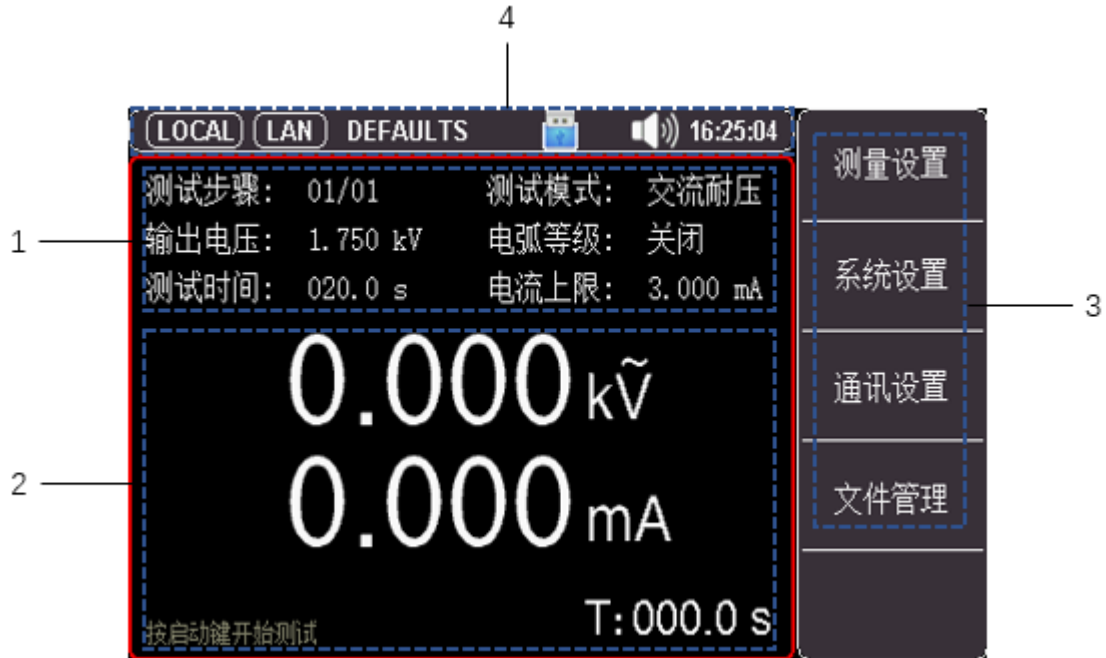 4
LOCAL LAN DEFAULTS 16:25:04
测试步骤: 01/01 测试模式: 交流耐压
输出电压: 1.750 kV 电弧等级: 关闭
测试时间: 020.0 s 电流上限: 3.000 mA
1
0.000 kṼ
0.000 mA
2
T:000.0 s
按启动键开始测试
测量设置
系统设置
3
通讯设置
文件管理